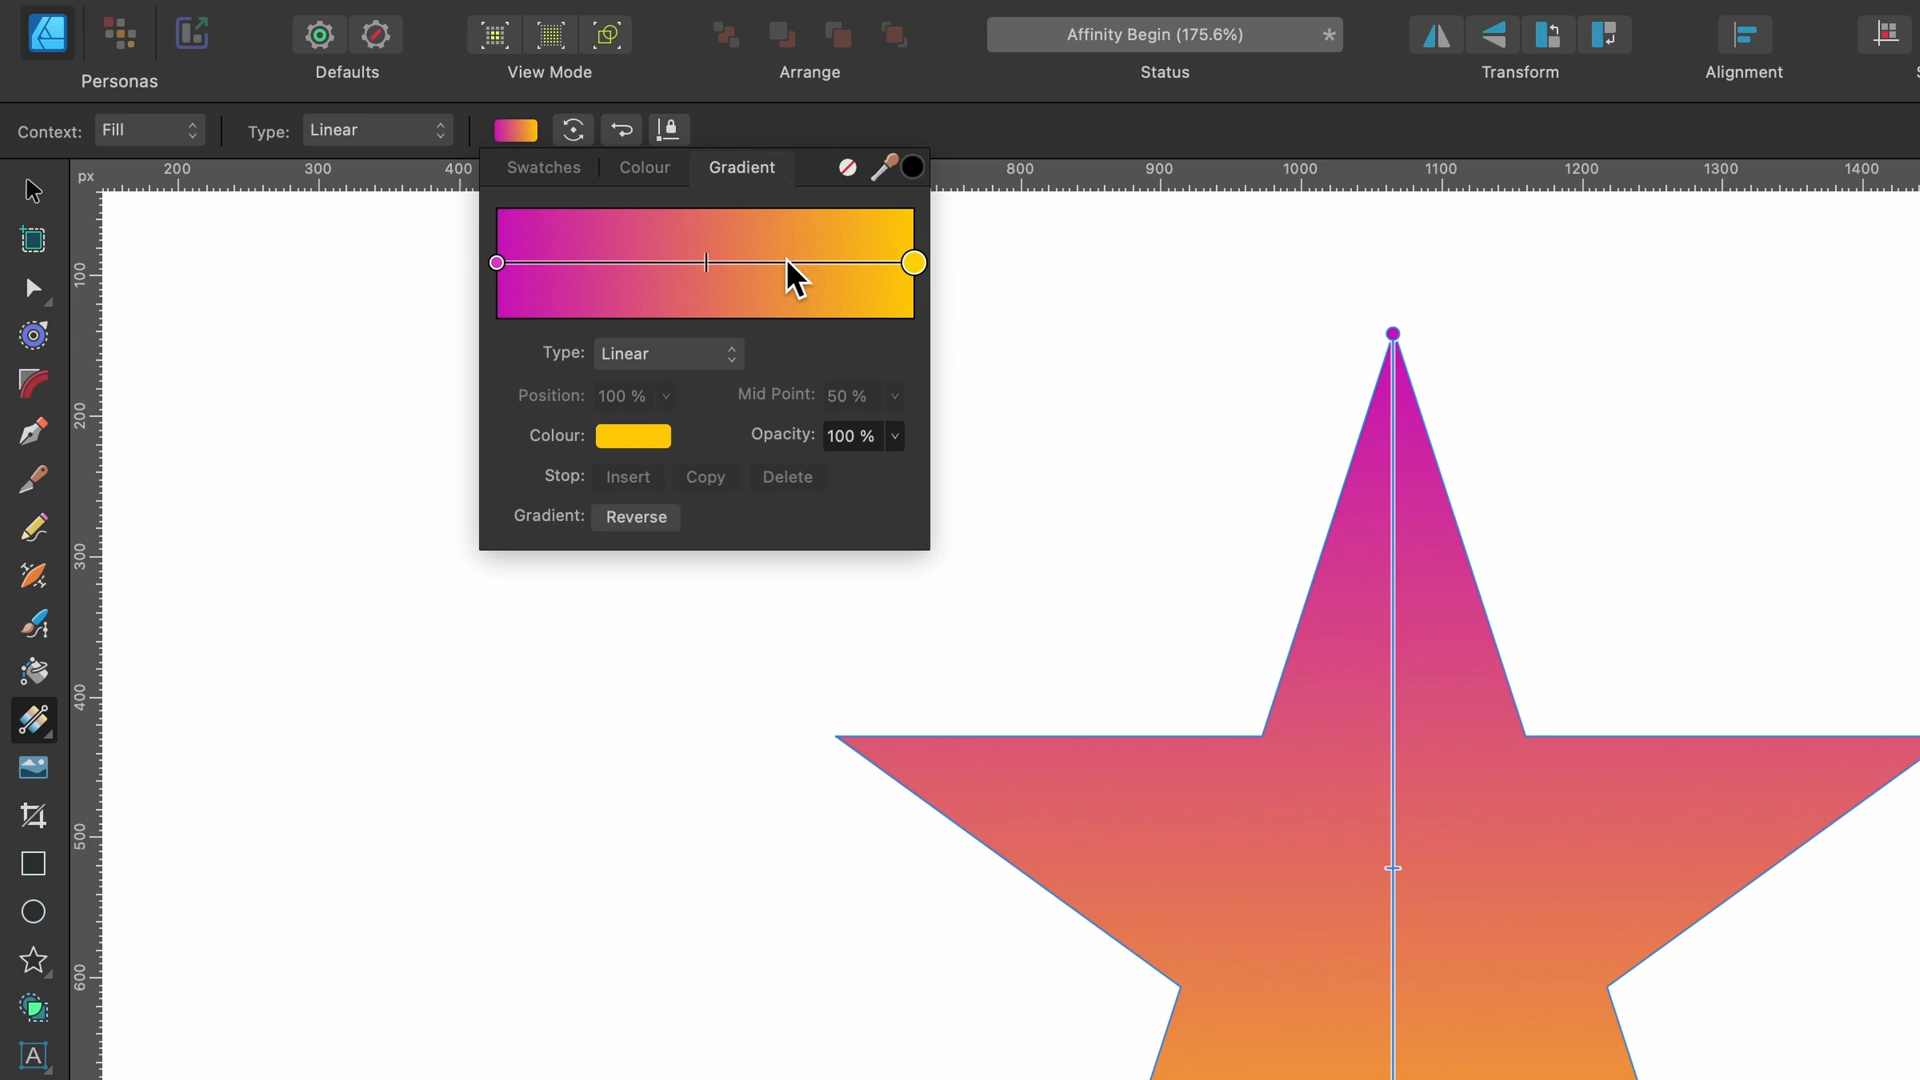 Affinity Begin (175.6%) *
Personas
Defaults
View Mode
Arrange
Status
Transform
Alignment
Context: Fill
Type: Linear
px
200
300
400
800
900
1000
1100
1200
1300
1400
Swatches
Colour
Gradient
Type: Linear
Position: 100 %
Mid Point: 50 %
Colour:
Opacity: 100 %
Stop: Insert Copy Delete
Gradient: Reverse
100
200
300
400
500
600
A